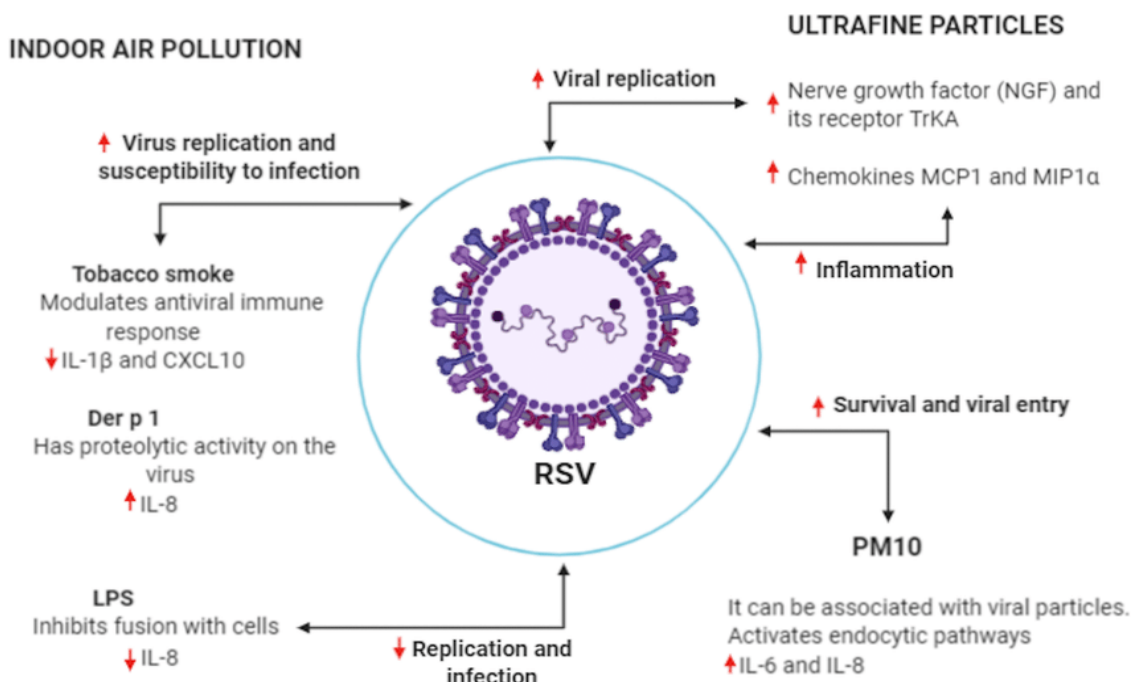 INDOOR AIR POLLUTION
↑ Virus replication and
susceptibility to infection
Tobacco smoke
Modulates antiviral immune
response
↓ IL-1β and CXCL10
Der p 1
Has proteolytic activity on the
virus
↑ IL-8
LPS
Inhibits fusion with cells
↓ IL-8
↓ Replication and
infection
RSV
ULTRAFINE PARTICLES
↑ Viral replication
↑ Nerve growth factor (NGF) and
its receptor TrKA
↑ Chemokines MCP1 and MIP1α
↑ Inflammation
↑ Survival and viral entry
PM10
It can be associated with viral particles.
Activates endocytic pathways
↑ IL-6 and IL-8